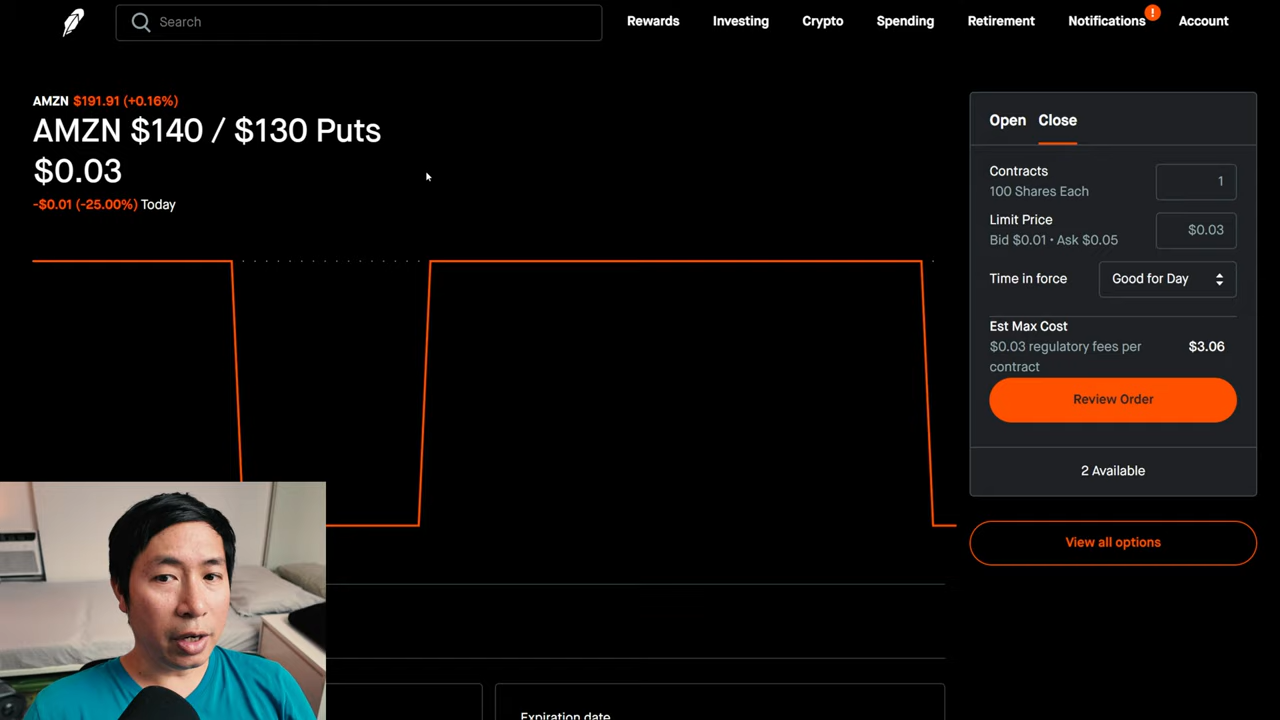 Search
Rewards
Investing
Crypto
Spending
Retirement
Notifications
!
Account
AMZN $191.91 (+0.16%)
AMZN $140 / $130 Puts
$0.03
-$0.01 (-25.00%) Today
Open
Close
Contracts
100 Shares Each
1
Limit Price
Bid $0.01 • Ask $0.05
$0.03
Time in force
Good for Day
Est Max Cost
$0.03 regulatory fees per
contract
$3.06
Review Order
2 Available
View all options
Expiration date